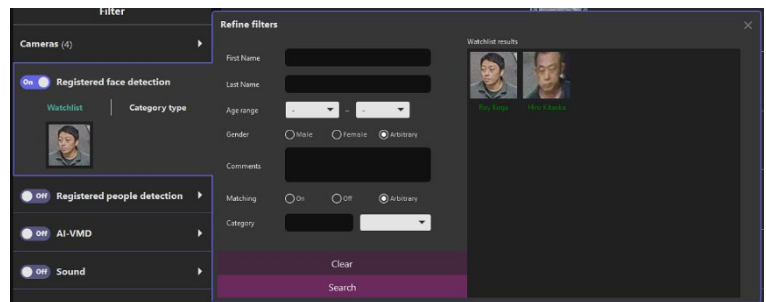 Filter
Cameras (4)
On
Registered face detection
Watchlist
Category type
Off
Registered people detection
Off
AI-VMD
Off
Sound
Refine filters
First Name
Last Name
Age range
-
-
-
Gender
Male
Female
Arbitrary
Comments
Matching
On
Off
Arbitrary
Category
Clear
Search
Watchlist results
Roy Koga
Hiro Kitaoka